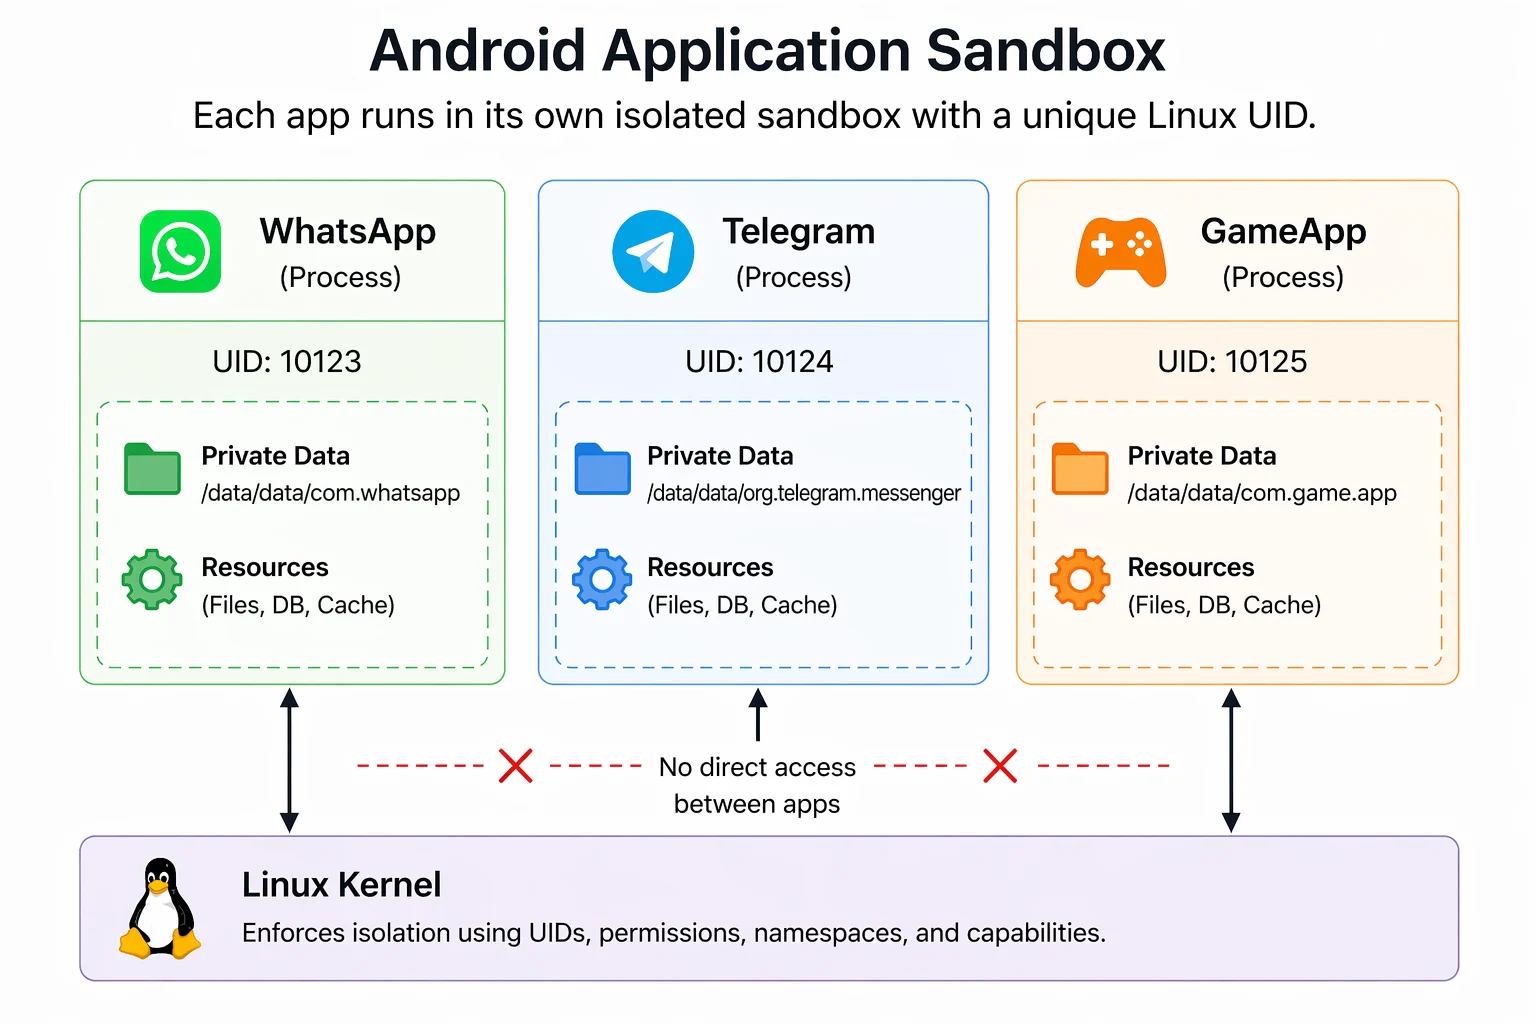 Android Application Sandbox
Each app runs in its own isolated sandbox with a unique Linux UID.
WhatsApp
(Process)
UID: 10123
Private Data
/data/data/com.whatsapp
Resources
(Files, DB, Cache)
Telegram
(Process)
UID: 10124
Private Data
/data/data/org.telegram.messenger
Resources
(Files, DB, Cache)
GameApp
(Process)
UID: 10125
Private Data
/data/data/com.game.app
Resources
(Files, DB, Cache)
No direct access
between apps
Linux Kernel
Enforces isolation using UIDs, permissions, namespaces, and capabilities.